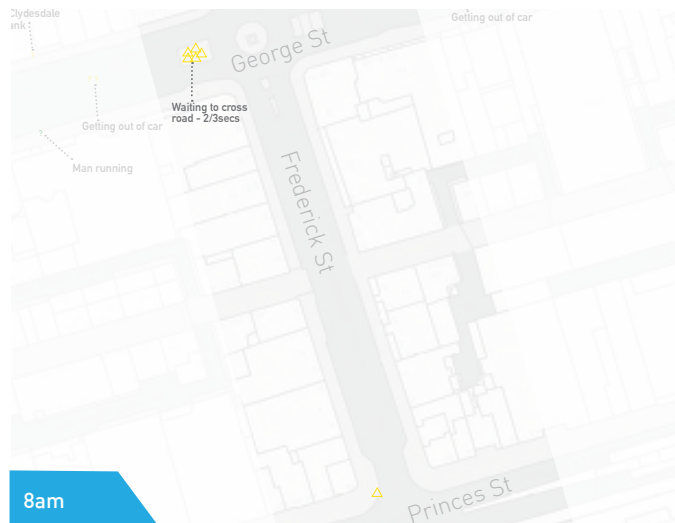 Clydesdale
ank
Getting out of car
George St
Waiting to cross
road - 2/3secs
Getting out of car
Man running
Frederick St
Princes St
8am